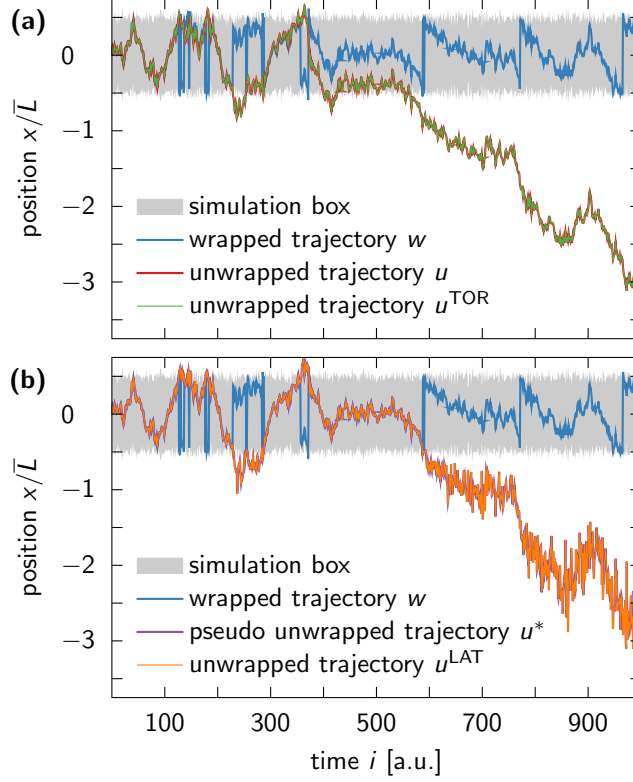 (a)
0
−1
−2
−3
position x/L̅
simulation box
wrapped trajectory w
unwrapped trajectory u
unwrapped trajectory u^TOR
(b)
0
−1
−2
−3
position x/L̅
simulation box
wrapped trajectory w
pseudo unwrapped trajectory u*
unwrapped trajectory u^LAT
100 300 500 700 900
time i [a.u.]